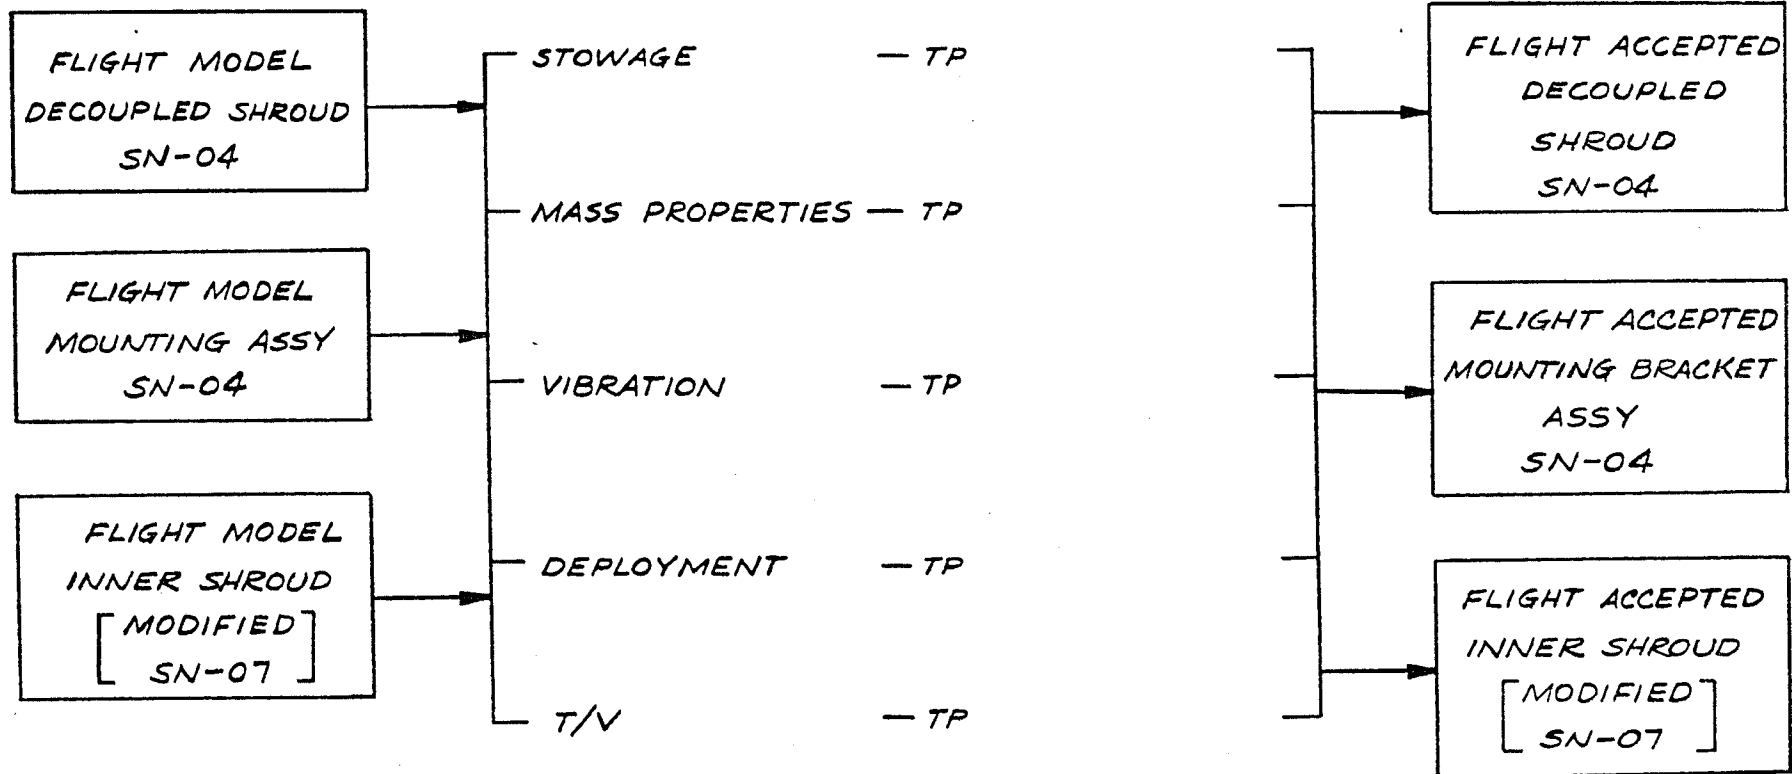 FLIGHT MODEL
DECOUPLED SHROUD
SN-04
FLIGHT MODEL
MOUNTING ASSY
SN-04
FLIGHT MODEL
INNER SHROUD
[MODIFIED
SN-07]
STOWAGE — TP
MASS PROPERTIES — TP
VIBRATION — TP
DEPLOYMENT — TP
T/V — TP
FLIGHT ACCEPTED
DECOUPLED
SHROUD
SN-04
FLIGHT ACCEPTED
MOUNTING BRACKET
ASSY
SN-04
FLIGHT ACCEPTED
INNER SHROUD
[MODIFIED
SN-07]